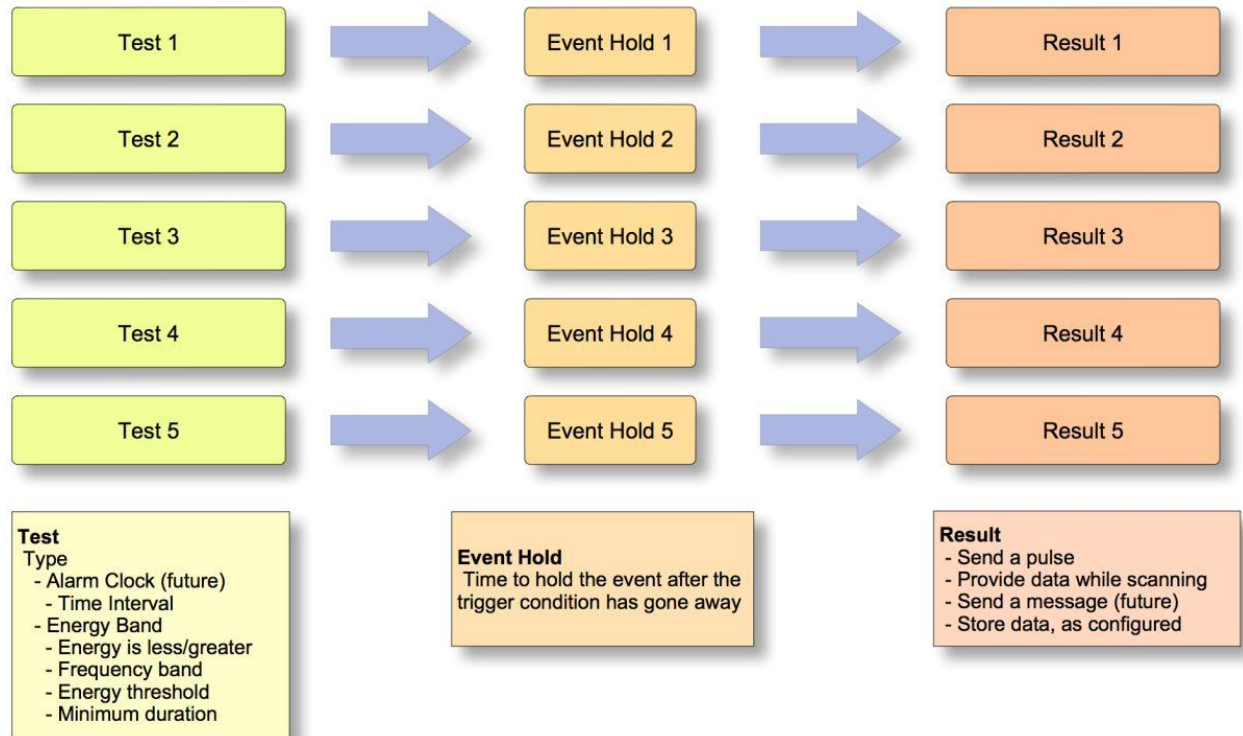 Test 1
Event Hold 1
Result 1
Test 2
Event Hold 2
Result 2
Test 3
Event Hold 3
Result 3
Test 4
Event Hold 4
Result 4
Test 5
Event Hold 5
Result 5
Test
Type
- Alarm Clock (future)
- Time Interval
- Energy Band
- Energy is less/greater
- Frequency band
- Energy threshold
- Minimum duration
Event Hold
Time to hold the event after the
trigger condition has gone away
Result
- Send a pulse
- Provide data while scanning
- Send a message (future)
- Store data, as configured